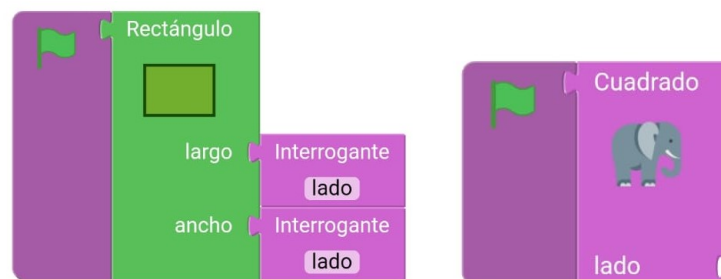 Rectángulo
largo
Interrogante
lado
ancho
Interrogante
lado
Cuadrado
lado